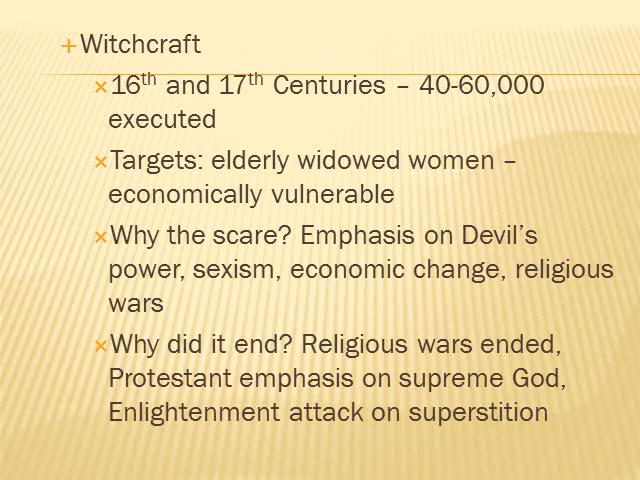 Witchcraft
16th and 17th Centuries – 40-60,000
executed
Targets: elderly widowed women –
economically vulnerable
Why the scare? Emphasis on Devil's
power, sexism, economic change, religious
wars
Why did it end? Religious wars ended,
Protestant emphasis on supreme God,
Enlightenment attack on superstition